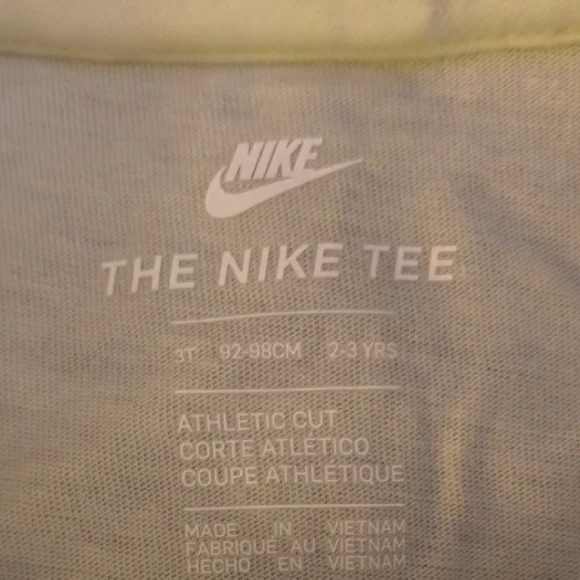 NIKE
THE NIKE TEE
3T 92-98CM 2-3 YRS
ATHLETIC CUT
CORTE ATLÉTICO
COUPE ATHLÉTIQUE
MADE IN VIETNAM
FABRIQUÉ AU VIETNAM
HECHO EN VIETNAM